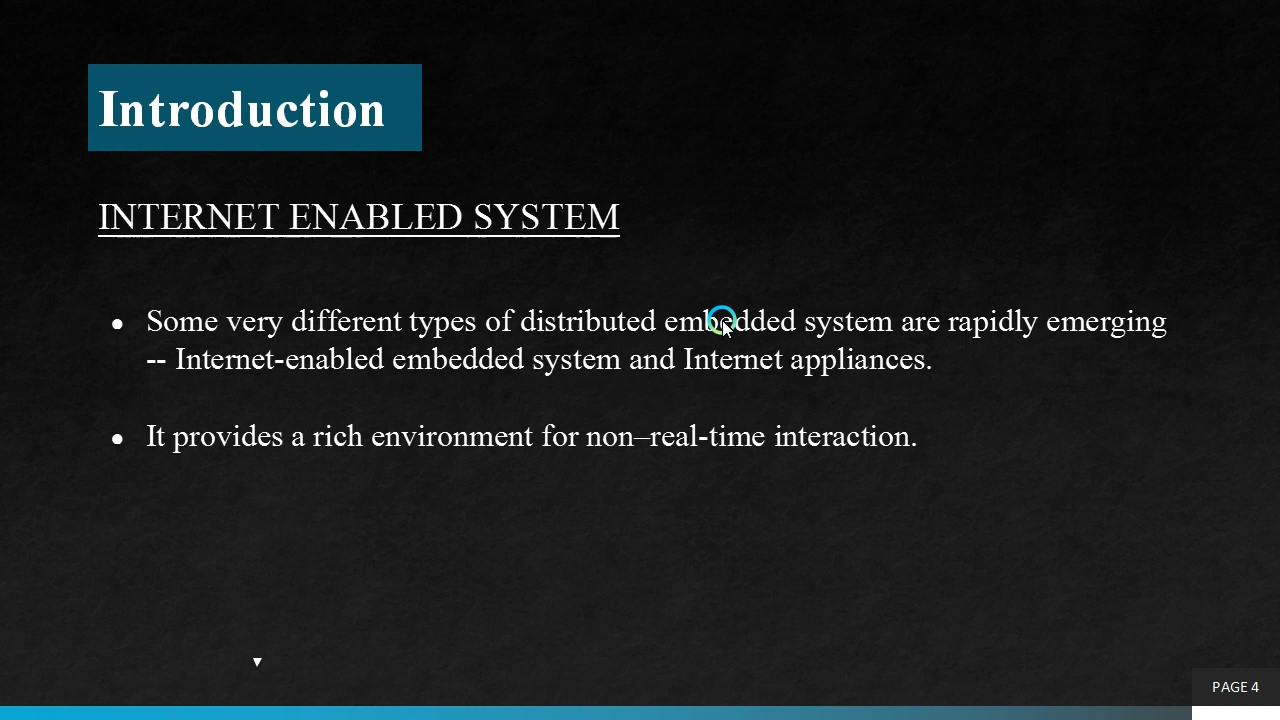 Introduction
INTERNET ENABLED SYSTEM
● Some very different types of distributed embedded system are rapidly emerging
-- Internet-enabled embedded system and Internet appliances.
● It provides a rich environment for non–real-time interaction.
PAGE 4